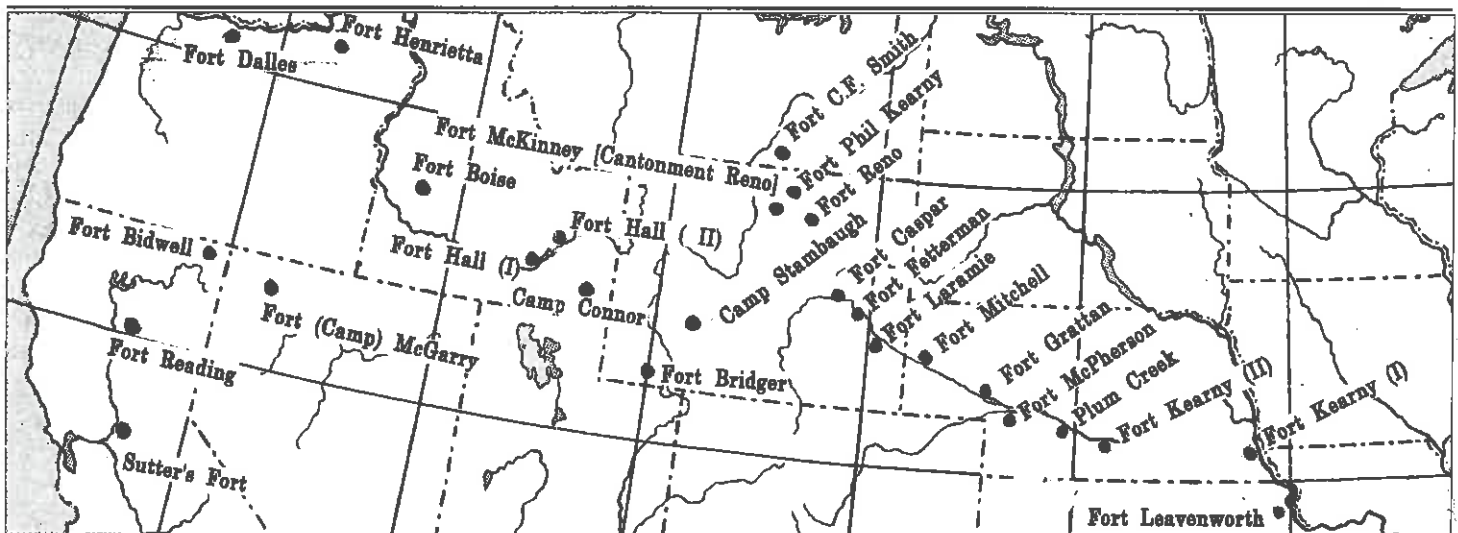 Fort Henrietta
Fort Dalles
Fort C.F. Smith
Fort Phil Kearny
Fort McKinney [Cantonment Reno]
Fort Reno
Fort Boise
Fort Caspar
Fort Fetterman
Fort Laramie
Fort Bidwell
Fort Hall (I)
Fort Hall ( II)
Camp Stambaugh
Fort Mitchell
Camp Connor
Fort (Camp) McGarry
Fort Grattan
Fort McPherson
Fort Reading
Fort Bridger
Plum Creek
Fort Kearny (II)
Fort Kearny (I)
Sutter's Fort
Fort Leavenworth